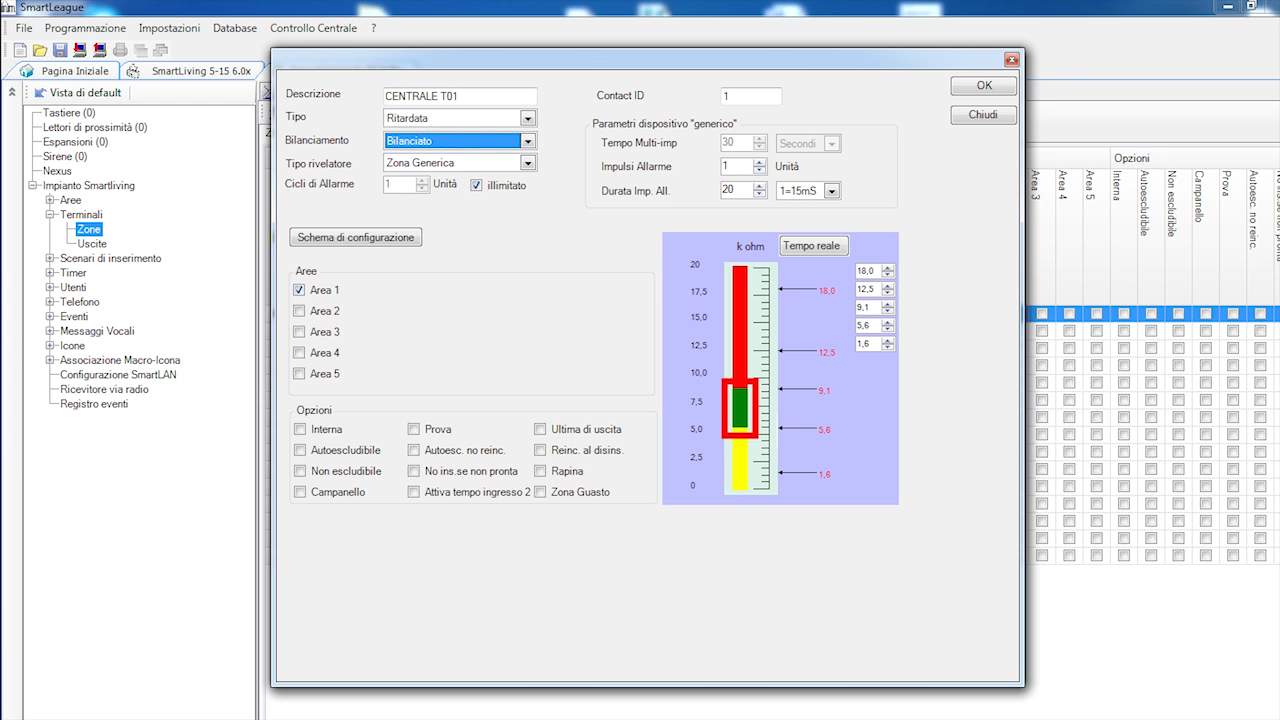 SmartLeague
File Programmazione Impostazioni Database Controllo Centrale ?
Pagina Iniziale SmartLiving 5-15 6.0x
Vista di default
Tastiere (0)
Lettori di prossimità (0)
Espansioni (0)
Sirene (0)
Nexus
Impianto Smartliving
Aree
Terminali
Zone
Uscite
Scenari di inserimento
Timer
Utenti
Telefono
Eventi
Messaggi Vocali
Icone
Associazione Macro-Icona
Configurazione SmartLAN
Ricevitore via radio
Registro eventi
Descrizione CENTRALE T01
Tipo Ritardata
Bilanciamento Bilanciato
Tipo rivelatore Zona Generica
Cicli di Allarme 1 Unità illimitato
Contact ID 1
Parametri dispositivo "generico"
Tempo Multi-imp 30 Secondi
Impulsi Allarme 1 Unità
Durata Imp. All. 20 1=15mS
OK
Chiudi
Schema di configurazione
Aree
Area 1
Area 2
Area 3
Area 4
Area 5
Opzioni
Interna Prova Ultima di uscita
Autoescludibile Autoesc. no reinc. Reinc. al disins.
Non escludibile No ins.se non pronta Rapina
Campanello Attiva tempo ingresso 2 Zona Guasto
k ohm Tempo reale
20
17,5
15,0
12,5
10,0
7,5
5,0
2,5
0
18,0
12,5
9,1
5,6
1,6
18,0
12,5
9,1
5,6
1,6
Opzioni
Area 3
Area 4
Area 5
Interna
Autoescludibile
Non escludibile
Campanello
Prova
Autoesc. no reinc.